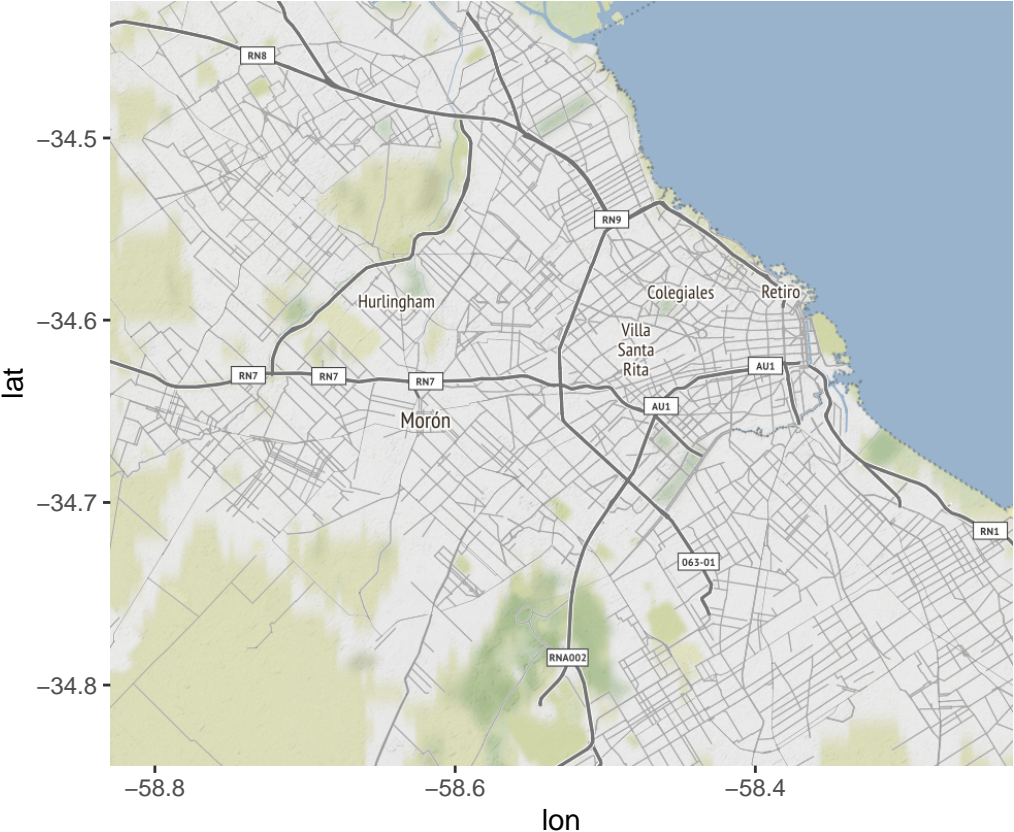 RN8
−34.5
RN9
Hurlingham
Colegiales
Retiro
−34.6
Villa
Santa
Rita
RN7
RN7
RN7
AU1
lat
AU1
Morón
−34.7
RN1
063-01
RNA002
−34.8
−58.8
−58.6
−58.4
lon